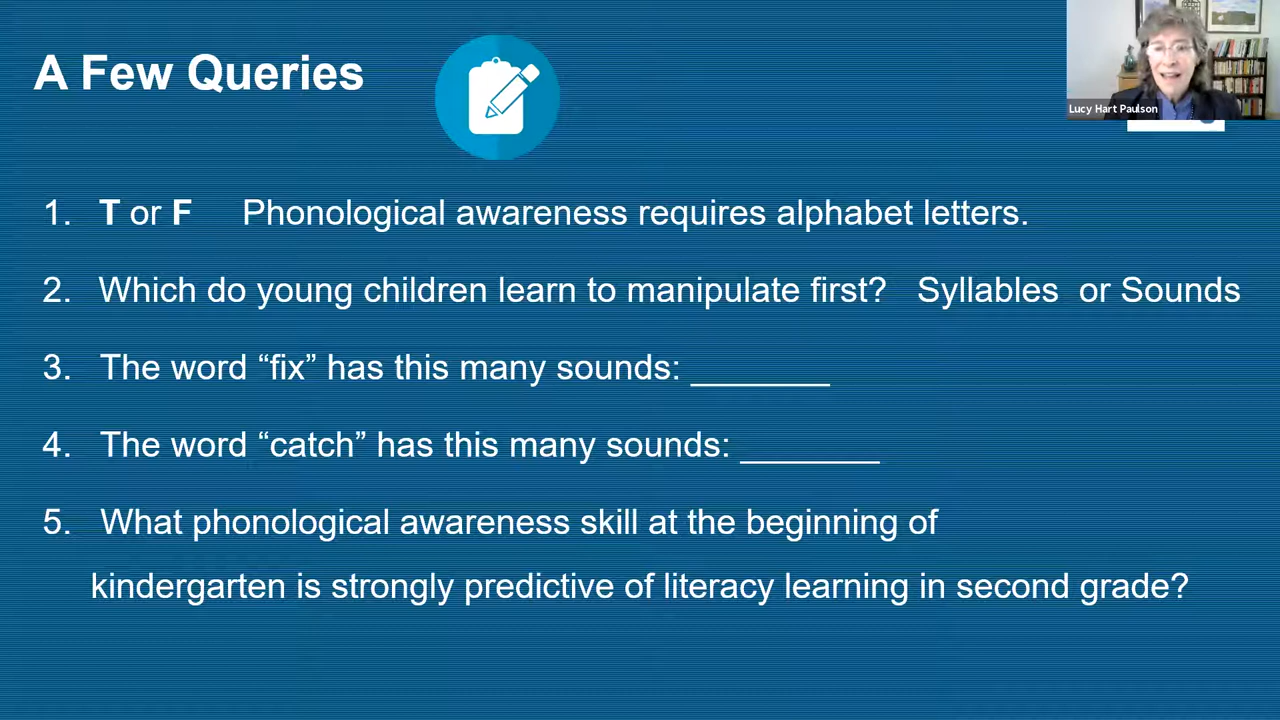 A Few Queries
Lucy Hart Paulson
1. T or F Phonological awareness requires alphabet letters.
2. Which do young children learn to manipulate first? Syllables or Sounds
3. The word “fix” has this many sounds: _______
4. The word “catch” has this many sounds: _______
5. What phonological awareness skill at the beginning of
kindergarten is strongly predictive of literacy learning in second grade?